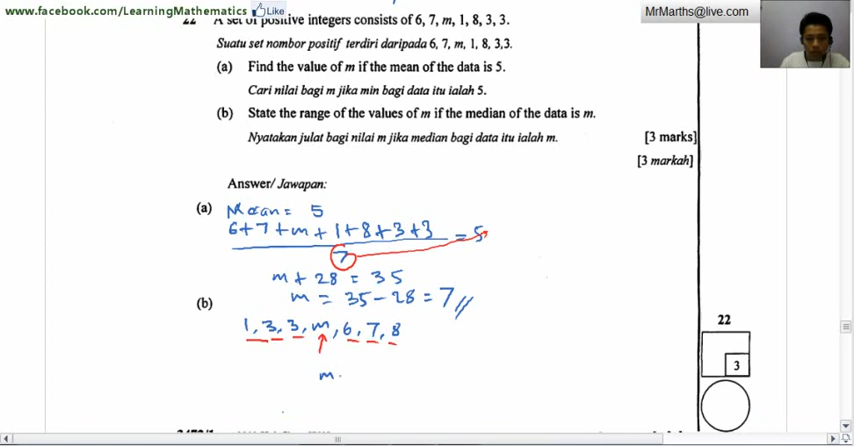 www.facebook.com/LearningMathematics Like MrMarths@live.com
22 A set of positive integers consists of 6, 7, m, 1, 8, 3, 3.
Suatu set nombor positif terdiri daripada 6, 7, m, 1, 8, 3,3.
(a) Find the value of m if the mean of the data is 5.
Cari nilai bagi m jika min bagi data itu ialah 5.
(b) State the range of the values of m if the median of the data is m.
Nyatakan julat bagi nilai m jika median bagi data itu ialah m.
[3 marks]
[3 markah]
Answer/ Jawapan:
(a) Mean = 5
6+7+m+1+8+3+3 = 5
7
m + 28 = 35
m = 35 - 28 = 7 //
(b)
1, 3, 3, m, 6, 7, 8
m.
22
3